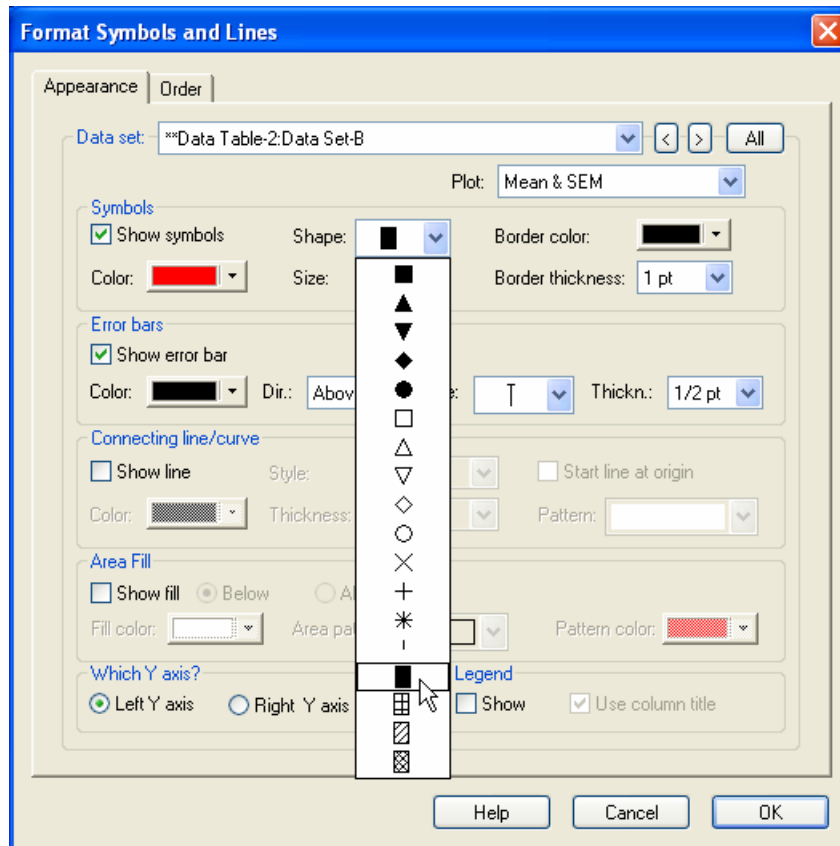 Format Symbols and Lines
Appearance Order
Data set: **Data Table-2:Data Set-B < > All
Plot: Mean & SEM
Symbols
Show symbols Shape: Border color:
Color: Size: Border thickness: 1 pt
Error bars
Show error bar
Color: Dir.: Abov e: Thickn.: 1/2 pt
Connecting line/curve
Show line Style: Start line at origin
Color: Thickness: Pattern:
Area Fill
Show fill Below Al
Fill color: Area pat Pattern color:
Which Y axis? Legend
Left Y axis Right Y axis Show Use column title
Help Cancel OK